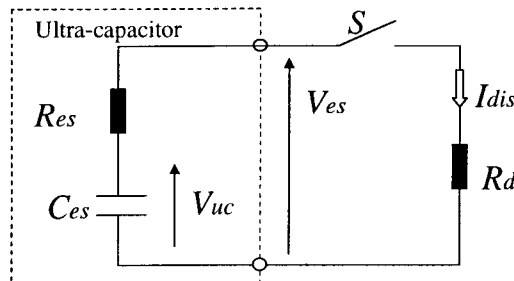 Ultra-capacitor
S
Res
Ves
Idis
Rd
Ces
Vuc